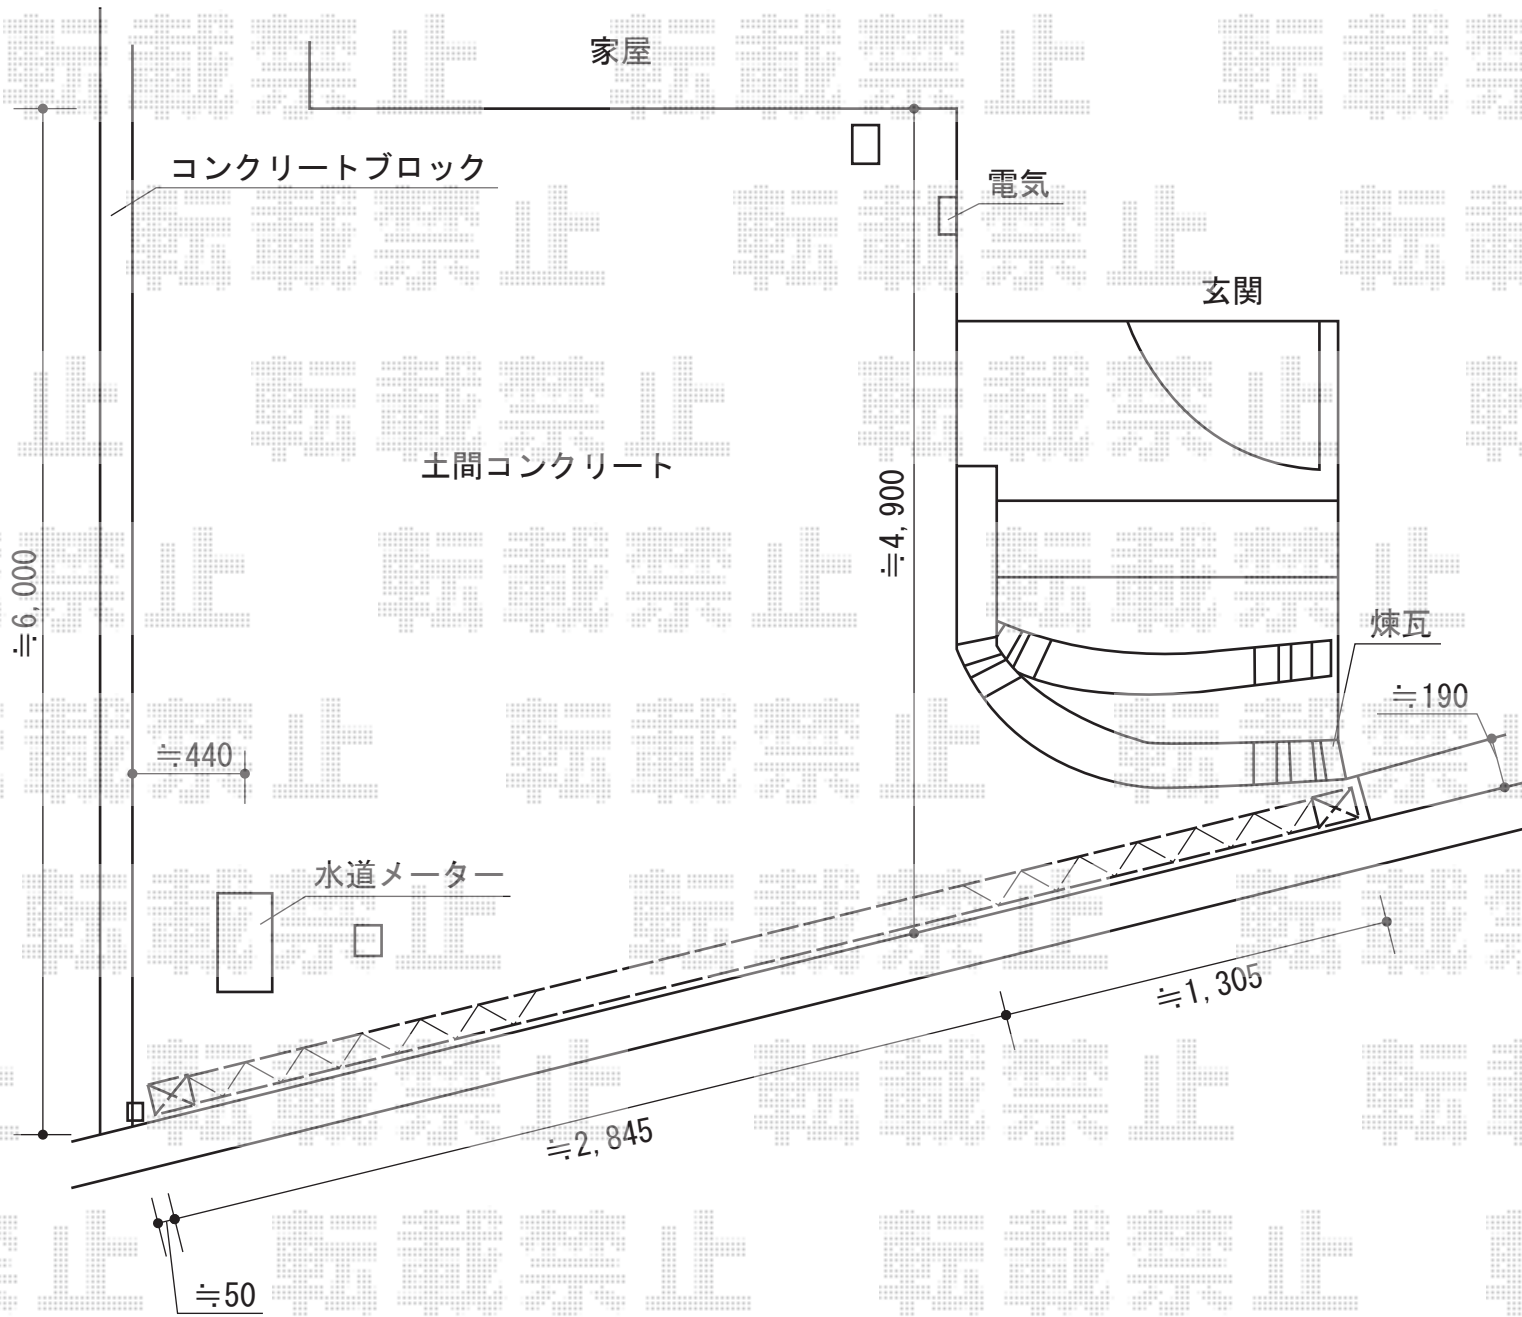 家屋
コンクリートブロック
電気
玄関
土間コンクリート
≒4,900
≒6,000
煉瓦
≒190
≒440
水道メーター
≒1,305
≒2,845
≒50
転載禁止